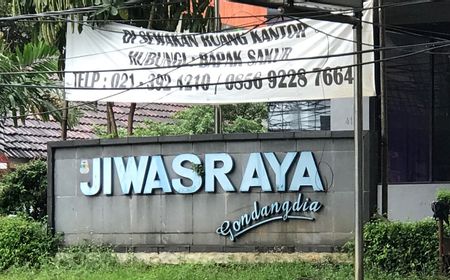 DI SEWAKAN RUANG KANTOR
HUBUNGI : BAPAK SAKUR
TELP : 021 - 392 4210 / 0856 9228 7664
JIWASRAYA
Gondangdia